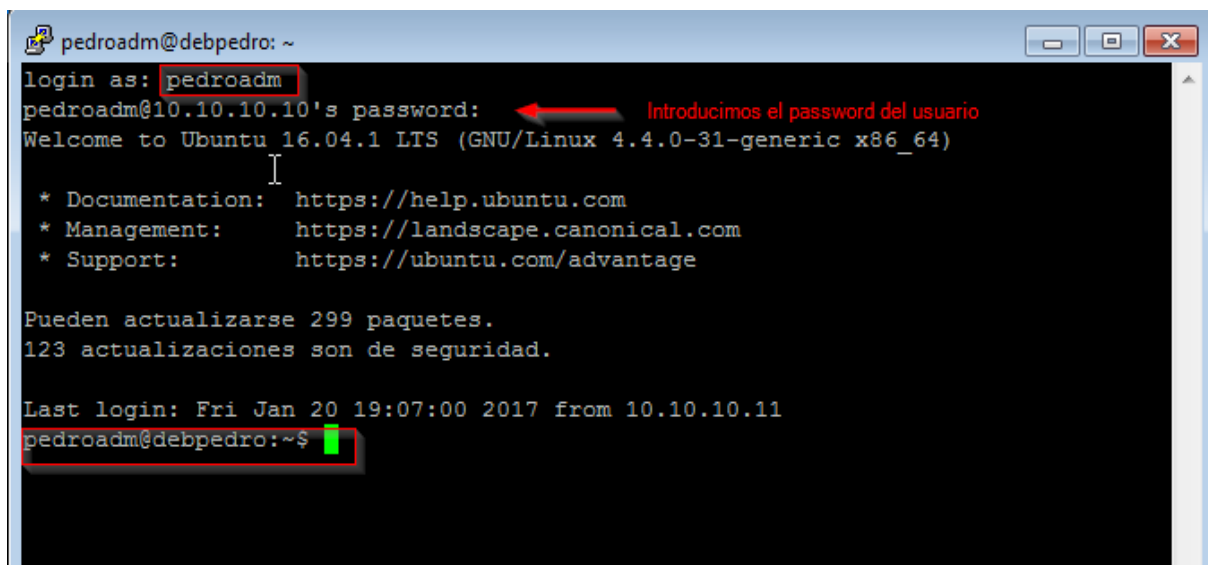 pedroadm@debpedro: ~
login as: pedroadm
pedroadm@10.10.10.10's password:
Introducimos el password del usuario
Welcome to Ubuntu 16.04.1 LTS (GNU/Linux 4.4.0-31-generic x86_64)
* Documentation:  https://help.ubuntu.com
* Management:     https://landscape.canonical.com
* Support:        https://ubuntu.com/advantage
Pueden actualizarse 299 paquetes.
123 actualizaciones son de seguridad.
Last login: Fri Jan 20 19:07:00 2017 from 10.10.10.11
pedroadm@debpedro:~$